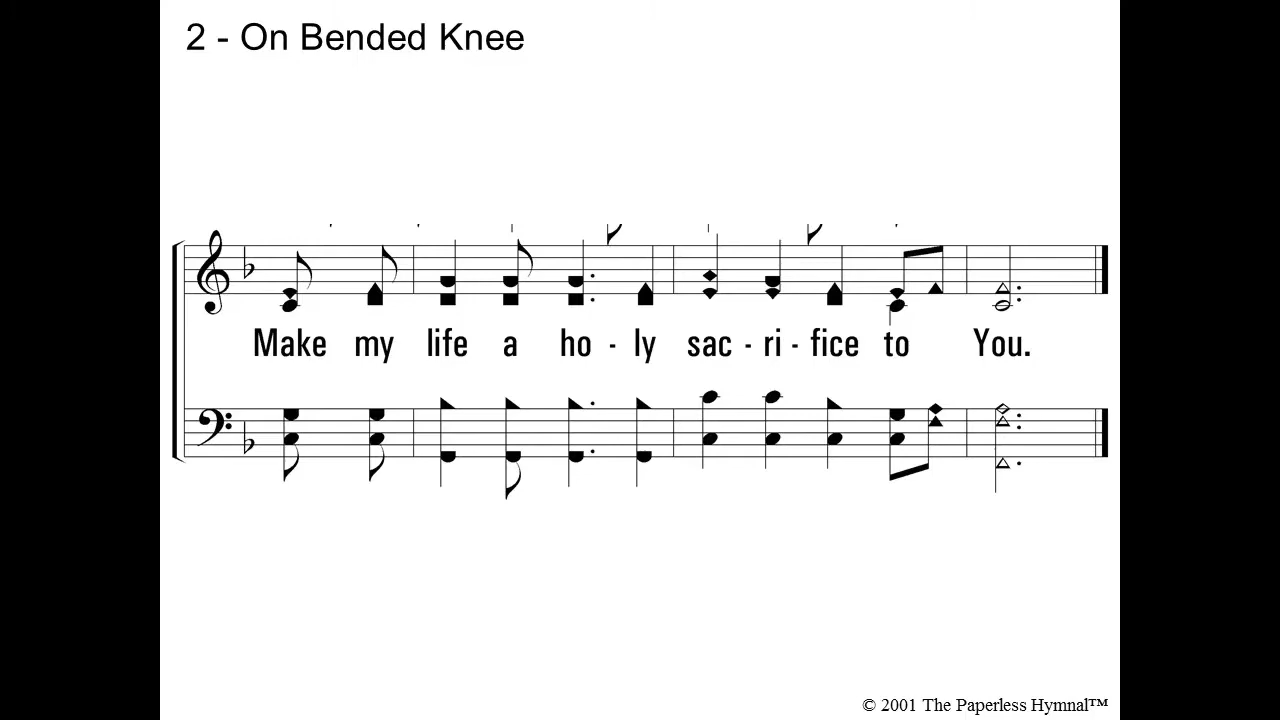 2 - On Bended Knee
Make my life a ho - ly sac - ri - fice to You.
© 2001 The Paperless Hymnal™